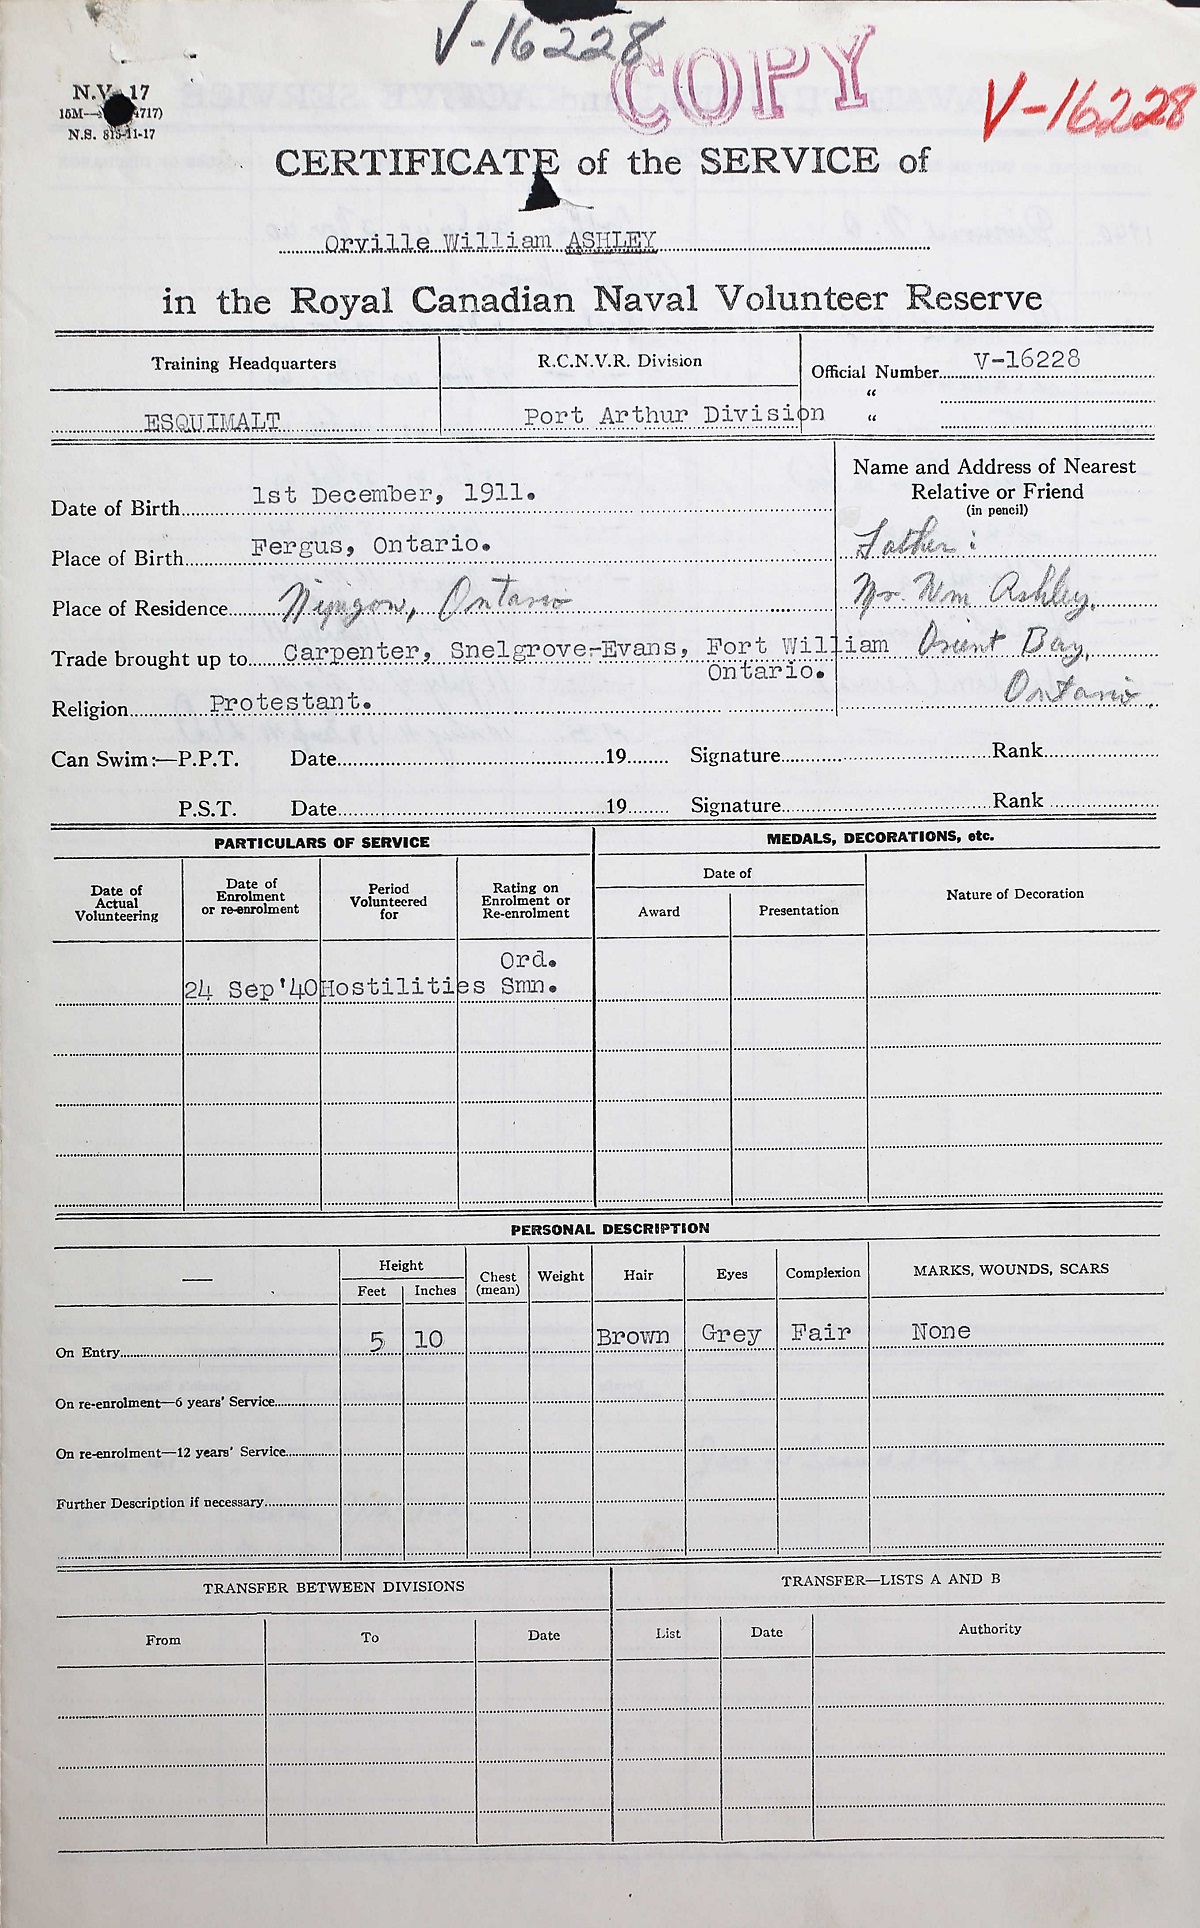 V-16228
COPY
V-16228
N.V. 17
15M—
4717)
N.S. 815-11-17
CERTIFICATE of the SERVICE of
Orville William ASHLEY
in the Royal Canadian Naval Volunteer Reserve
Training Headquarters
R.C.N.V.R. Division
Official Number V-16228
"
ESQUIMALT
Port Arthur Division
"
Name and Address of Nearest
Relative or Friend
(in pencil)
Date of Birth 1st December, 1911.
Place of Birth Fergus, Ontario.
Father:
Place of Residence Nipigon, Ontario
Mr. Wm Ashley,
Trade brought up to Carpenter, Snelgrove-Evans, Fort William
Ontario.
Orient Bay,
Ontario.
Religion Protestant.
Can Swim:—P.P.T. Date 19 Signature Rank
P.S.T. Date 19 Signature Rank
PARTICULARS OF SERVICE
MEDALS, DECORATIONS, etc.
Date of
Actual
Volunteering
Date of
Enrolment
or re-enrolment
Period
Volunteered
for
Rating on
Enrolment or
Re-enrolment
Date of
Award
Presentation
Nature of Decoration
Ord.
24 Sep'40 Hostilities Smn.
PERSONAL DESCRIPTION
—
Height
Feet
Inches
Chest
(mean)
Weight
Hair
Eyes
Complexion
MARKS, WOUNDS, SCARS
On Entry 5 10 Brown Grey Fair None
On re-enrolment—6 years' Service
On re-enrolment—12 years' Service
Further Description if necessary
TRANSFER BETWEEN DIVISIONS
TRANSFER—LISTS A AND B
From
To
Date
List
Date
Authority